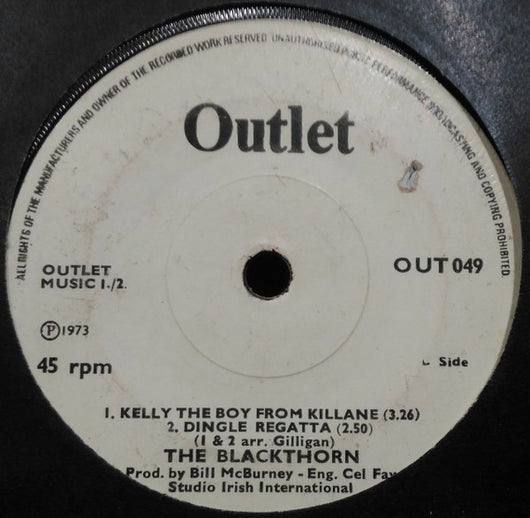 ALL RIGHTS OF THE MANUFACTURERS AND OWNER OF THE RECORDED WORK RESERVED UNAUTHORISED PUBLIC PERFORMANCE BROADCASTING AND COPYING PROHIBITED
Outlet
OUTLET
MUSIC 1./2.
OUT 049
Ⓟ 1973
45 rpm
Side
1. KELLY THE BOY FROM KILLANE (3.26)
2. DINGLE REGATTA (2.50)
(1 & 2 arr. Gilligan)
THE BLACKTHORN
Prod. by Bill McBurney - Eng. Cel
Studio Irish International